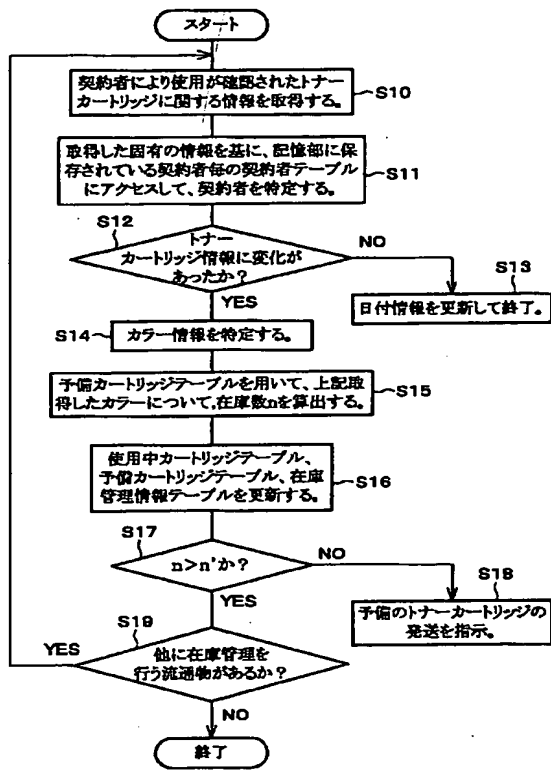 スタート
契約者により使用が確認されたトナー
カートリッジに関する情報を取得する。
S10
取得した固有の情報を基に、記憶部に保
存されている契約者毎の契約者テーブル
にアクセスして、契約者を特定する。
S11
S12
トナー
カートリッジ情報に変化が
あったか?
NO
YES
S13
日付情報を更新して終了。
S14
カラー情報を特定する。
予備カートリッジテーブルを用いて、上記取
得したカラーについて,在庫数nを算出する。
S15
使用中カートリッジテーブル、
予備カートリッジテーブル、在庫
管理情報テーブルを更新する。
S16
S17
n>n'か?
NO
YES
S18
予備のトナーカートリッジの
発送を指示。
S19
YES
他に在庫管理を
行う流通物があるか?
NO
終了